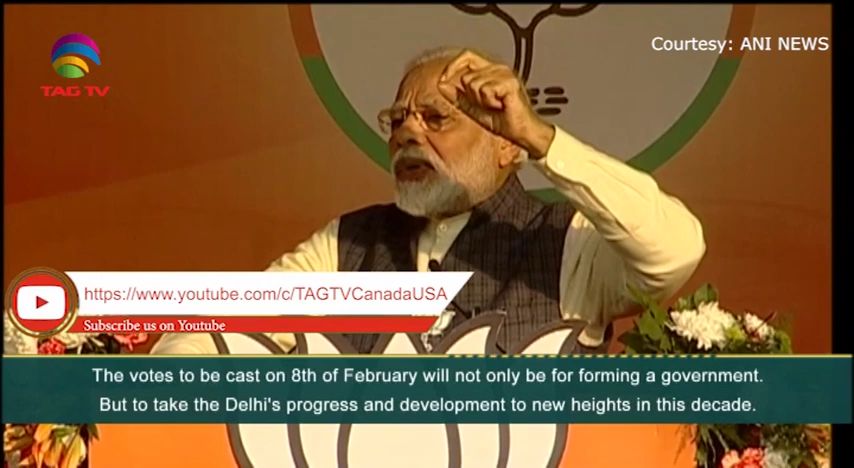 Courtesy: ANI NEWS
TAG TV
https://www.youtube.com/c/TAGTVCanadaUSA
Subscribe us on Youtube
The votes to be cast on 8th of February will not only be for forming a government.
But to take the Delhi's progress and development to new heights in this decade.